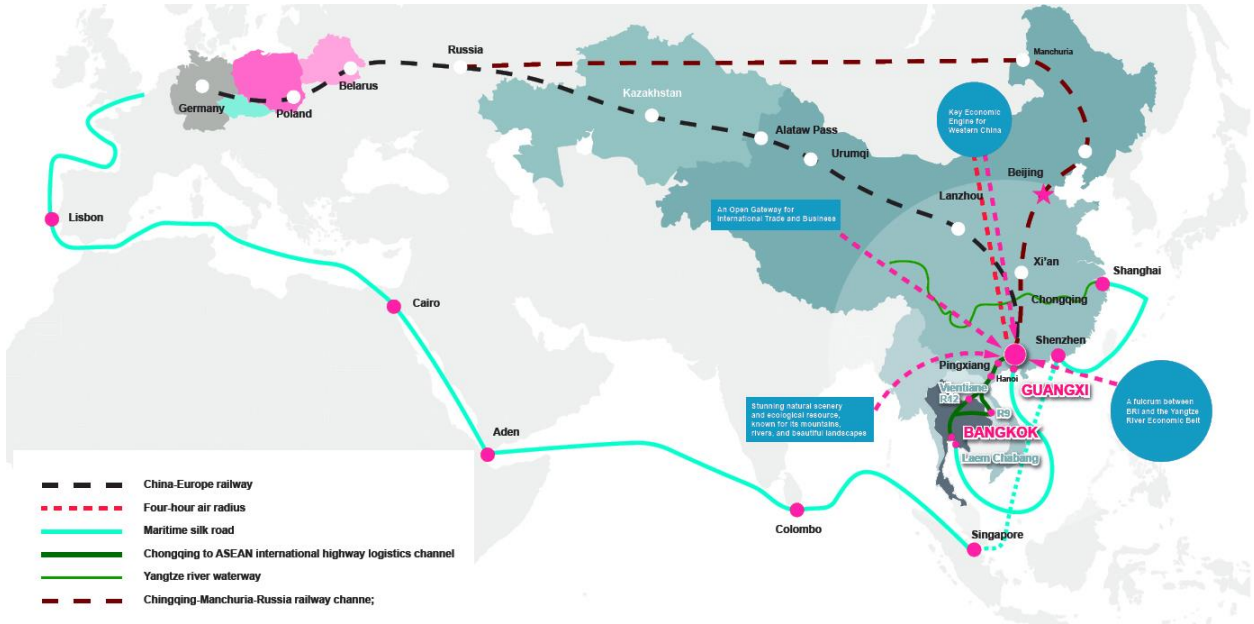 Russia
Manchuria
Belarus
Germany
Poland
Kazakhstan
Key Economic
Engine for
Western China
Alataw Pass
Urumqi
Beijing
Lanzhou
An Open Gateway for
International Trade and Business
Lisbon
Xi'an
Shanghai
Cairo
Chongqing
Shenzhen
Pingxiang
Hanoi
GUANGXI
Vientiane
R12
R9
Stunning natural scenery
and ecological resource,
known for its mountains,
rivers, and beautiful landscapes
A fulcrum between
BRI and the Yangtze
River Economic Belt
BANGKOK
Laem Chabang
Aden
Colombo
Singapore
China-Europe railway
Four-hour air radius
Maritime silk road
Chongqing to ASEAN international highway logistics channel
Yangtze river waterway
Chingqing-Manchuria-Russia railway channe;